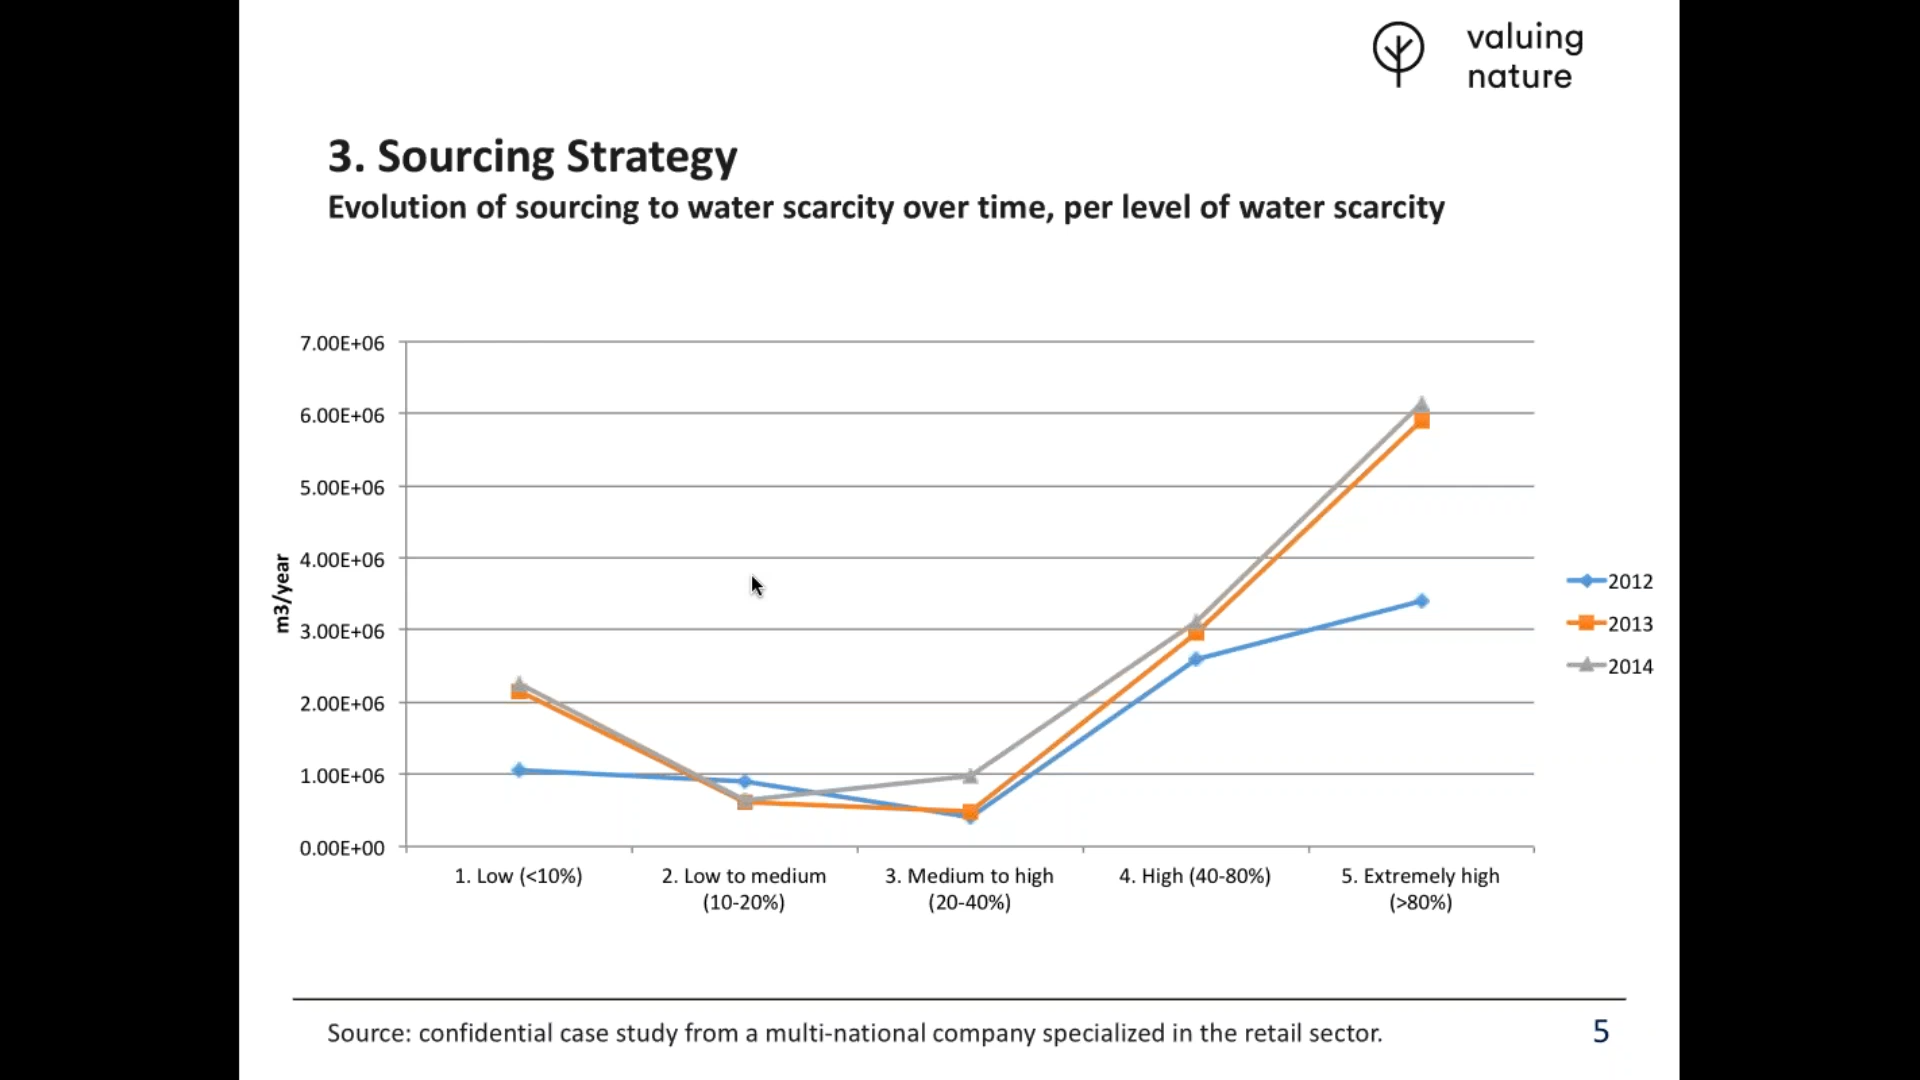 valuing
nature
3. Sourcing Strategy
Evolution of sourcing to water scarcity over time, per level of water scarcity
7.00E+06
6.00E+06
5.00E+06
4.00E+06
3.00E+06
2.00E+06
1.00E+06
0.00E+00
m3/year
1. Low (<10%)
2. Low to medium
(10-20%)
3. Medium to high
(20-40%)
4. High (40-80%)
5. Extremely high
(>80%)
2012
2013
2014
Source: confidential case study from a multi-national company specialized in the retail sector.
5